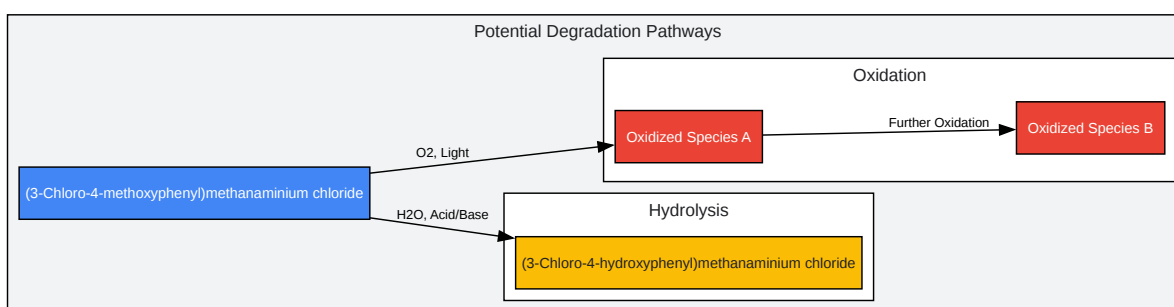 Potential Degradation Pathways
Oxidation
Oxidized Species A
Further Oxidation
Oxidized Species B
O2, Light
(3-Chloro-4-methoxyphenyl)methanaminium chloride
H2O, Acid/Base
Hydrolysis
(3-Chloro-4-hydroxyphenyl)methanaminium chloride